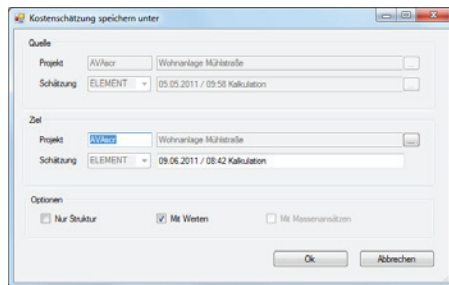 Kostenschätzung speichern unter
Quelle
Projekt AVAscr Wohnanlage Mühlstraße ...
Schätzung ELEMENT 05.05.2011 / 09:58 Kalkulation ...
Ziel
Projekt AVAscr Wohnanlage Mühlstraße ...
Schätzung ELEMENT 09.06.2011 / 08:42 Kalkulation
Optionen
Nur Struktur Mit Werten Mit Massenansätzen
Ok Abbrechen